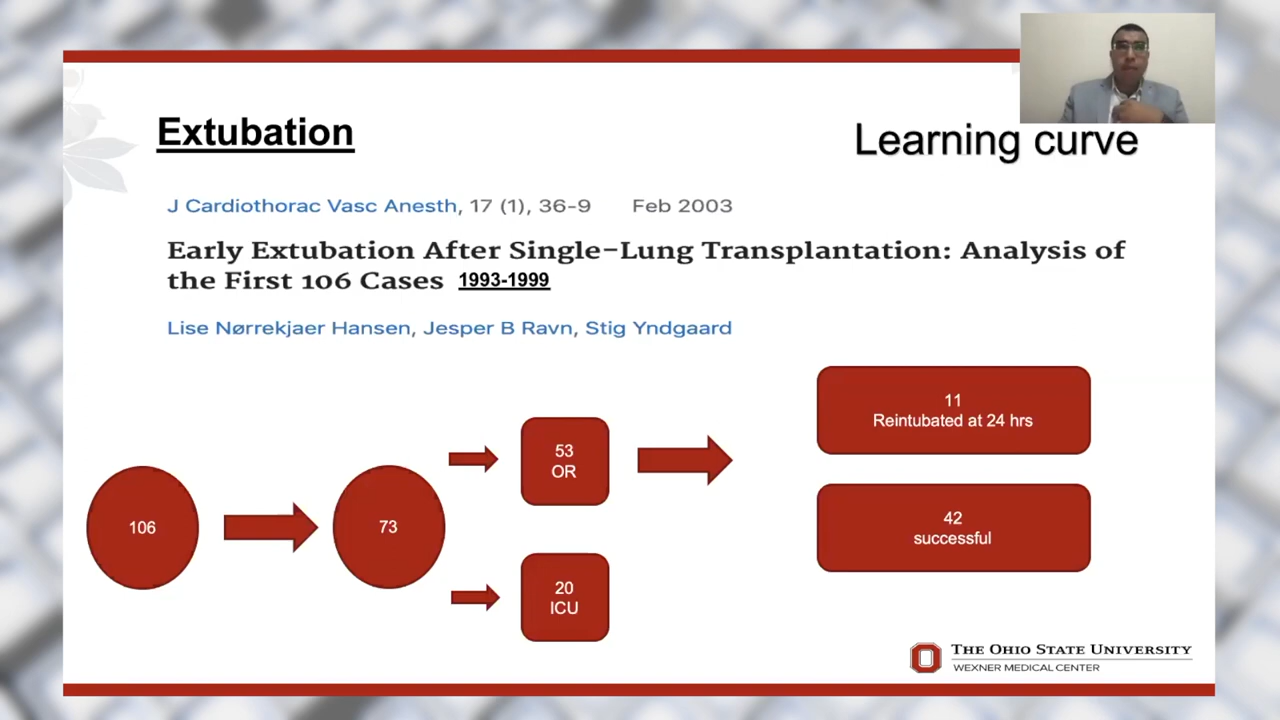 Extubation
Learning curve
J Cardiothorac Vasc Anesth, 17 (1), 36-9 Feb 2003
Early Extubation After Single-Lung Transplantation: Analysis of
the First 106 Cases 1993-1999
Lise Nørrekjaer Hansen, Jesper B Ravn, Stig Yndgaard
106
73
53
OR
20
ICU
11
Reintubated at 24 hrs
42
successful
THE OHIO STATE UNIVERSITY
WEXNER MEDICAL CENTER